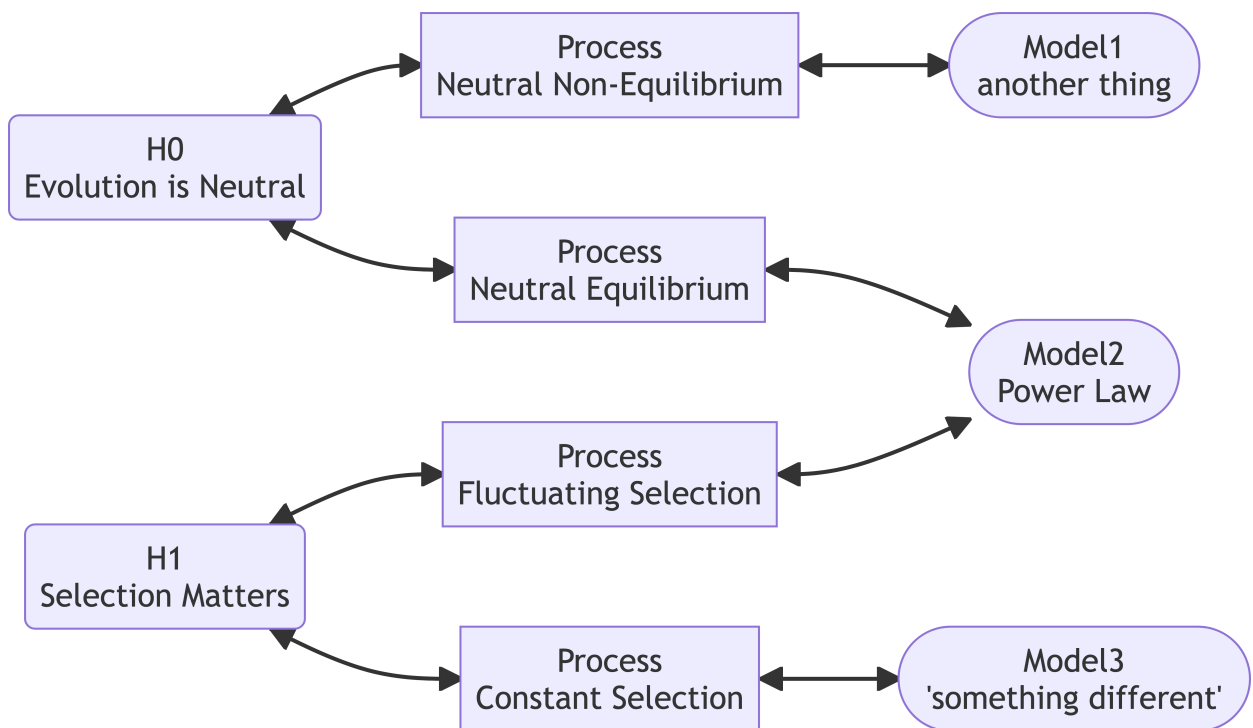 Process
Neutral Non-Equilibrium
Model1
another thing
H0
Evolution is Neutral
Process
Neutral Equilibrium
Model2
Power Law
Process
Fluctuating Selection
H1
Selection Matters
Process
Constant Selection
Model3
'something different'